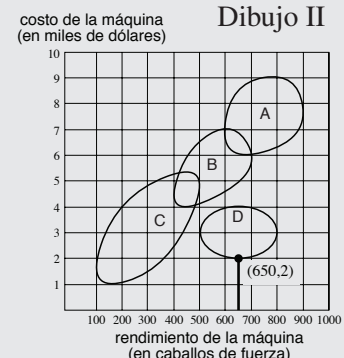 costo de la máquina
(en miles de dólares)
Dibujo II
10
9
8
7
6
5
4
3
2
1
A
B
C
D
(650,2)
100 200 300 400 500 600 700 800 900 1000
rendimiento de la máquina
(en caballos de fuerza)